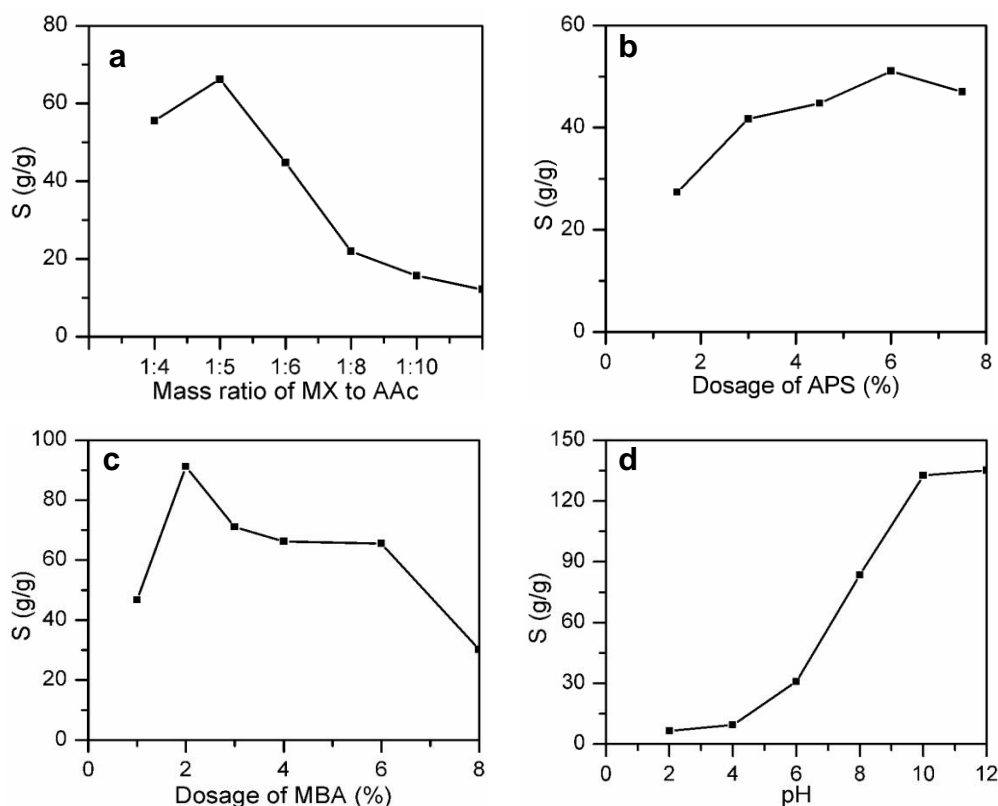 a
80
60
40
20
0
S (g/g)
1:4 1:5 1:6 1:8 1:10
Mass ratio of MX to AAc
b
60
40
20
0
S (g/g)
0 2 4 6 8
Dosage of APS (%)
c
100
80
60
40
20
0
S (g/g)
0 2 4 6 8
Dosage of MBA (%)
d
150
120
90
60
30
0
S (g/g)
0 2 4 6 8 10 12
pH